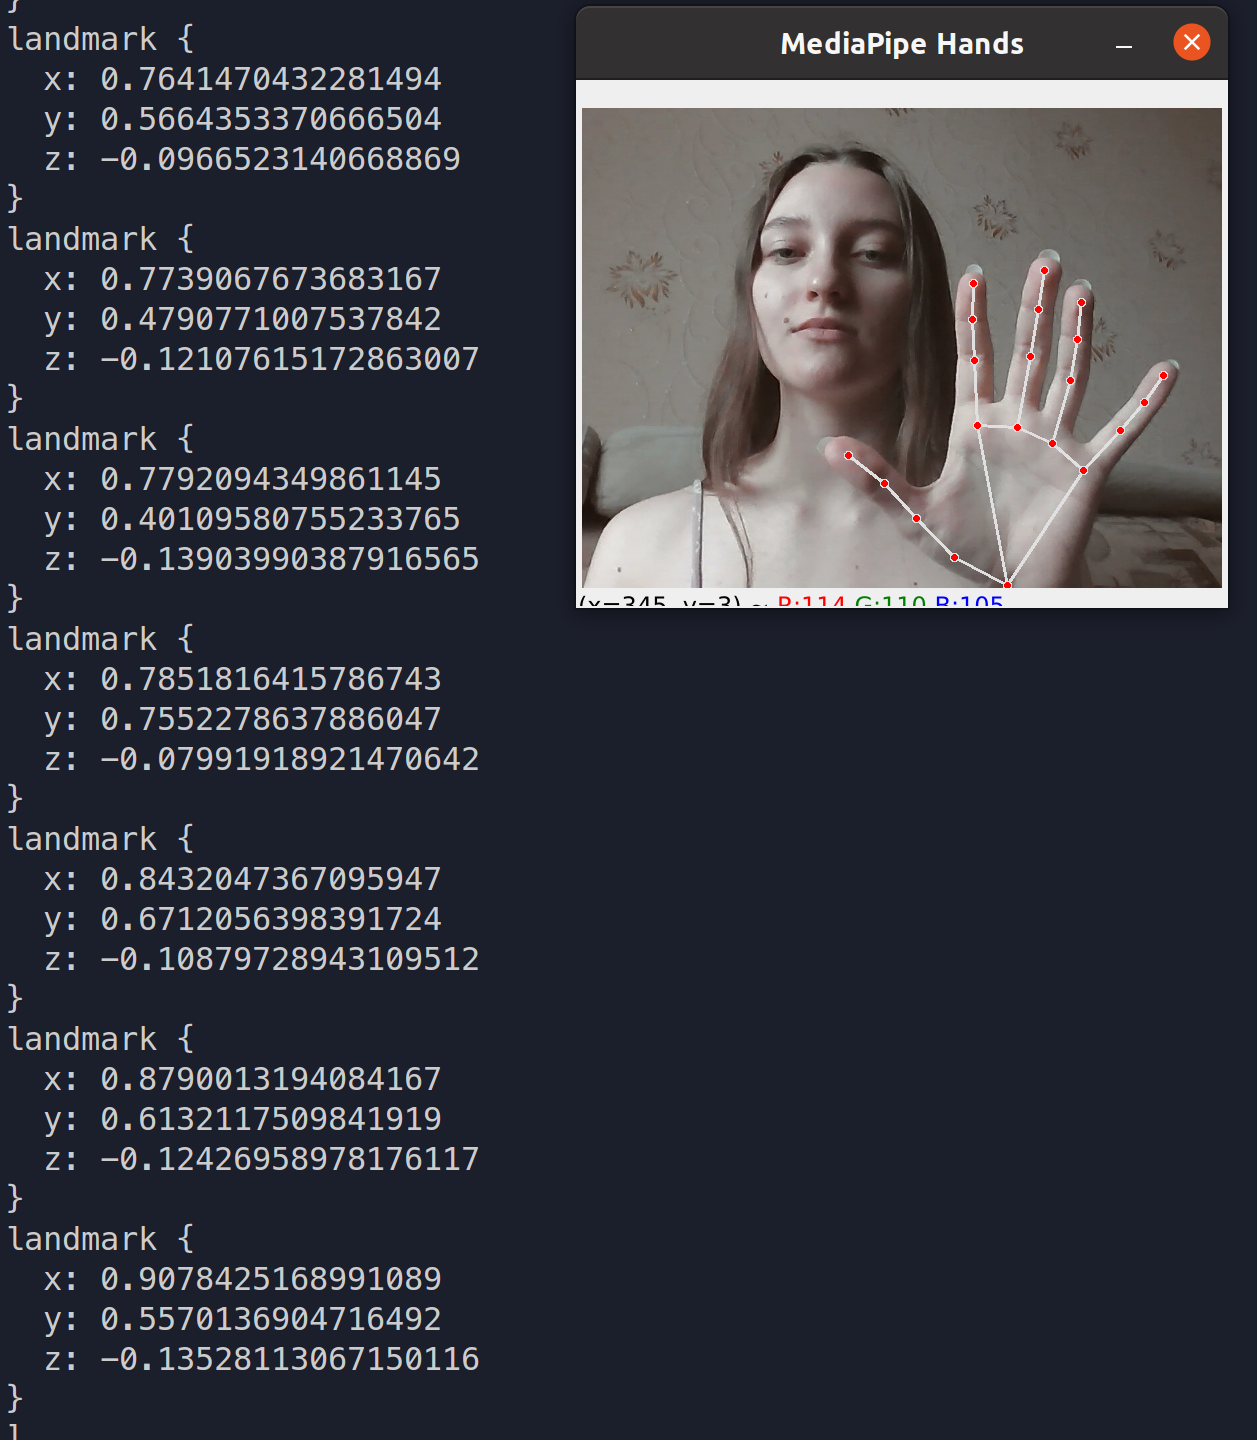 }
landmark {
x: 0.7641470432281494
y: 0.5664353370666504
z: −0.0966523140668869
}
landmark {
x: 0.7739067673683167
y: 0.4790771007537842
z: −0.12107615172863007
}
landmark {
x: 0.7792094349861145
y: 0.40109580755233765
z: −0.13903990387916565
}
landmark {
x: 0.7851816415786743
y: 0.7552278637886047
z: −0.07991918921470642
}
landmark {
x: 0.8432047367095947
y: 0.6712056398391724
z: −0.10879728943109512
}
landmark {
x: 0.8790013194084167
y: 0.6132117509841919
z: −0.12426958978176117
}
landmark {
x: 0.9078425168991089
y: 0.5570136904716492
z: −0.13528113067150116
}
]
MediaPipe Hands
(x=345, y=3) ~ R:114 G:110 B:105